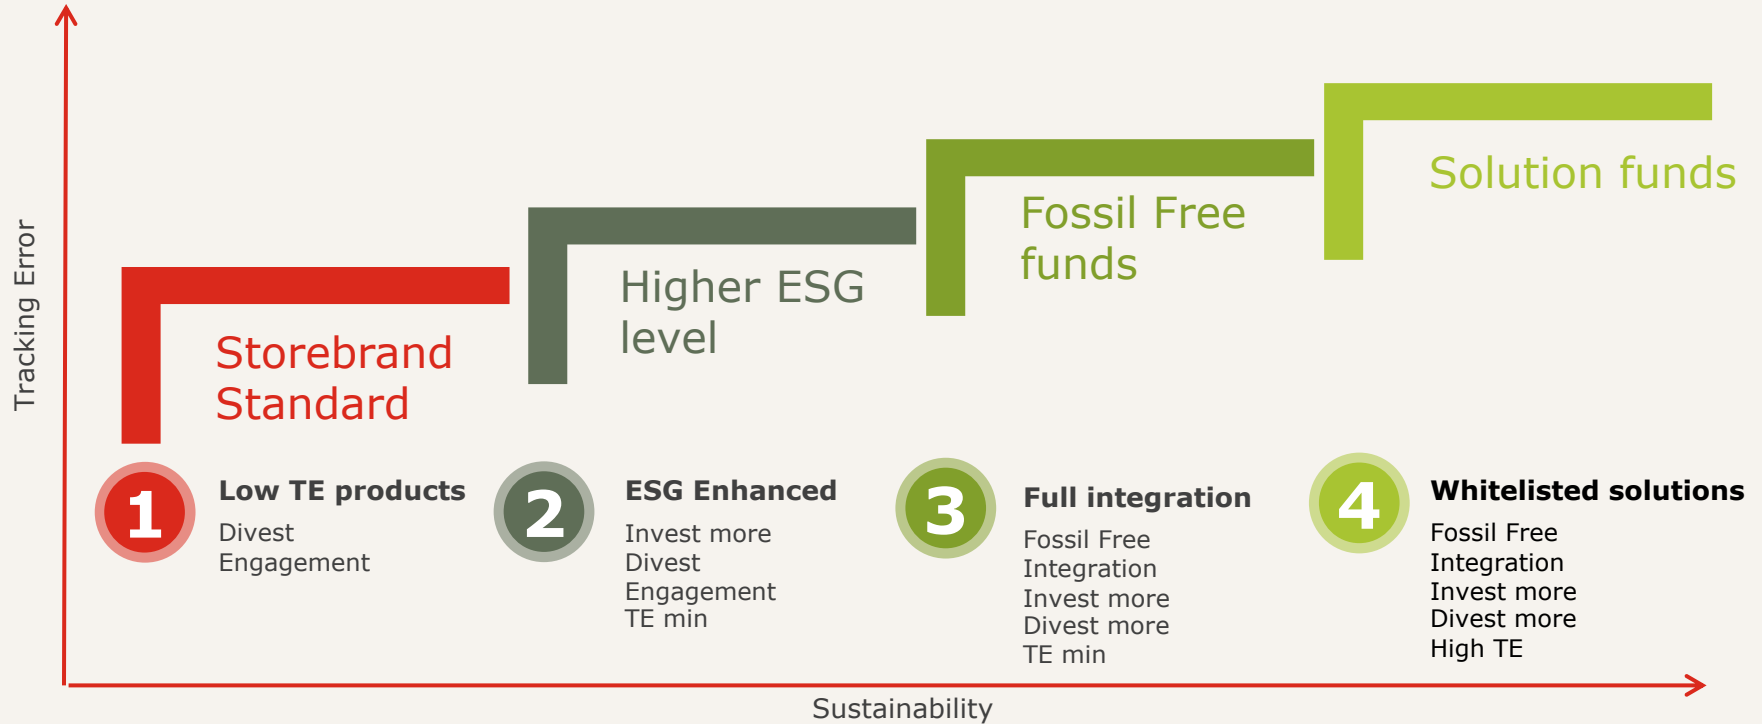 Tracking Error
Storebrand
Standard
Higher ESG
level
Fossil Free
funds
Solution funds
1
Low TE products
Divest
Engagement
2
ESG Enhanced
Invest more
Divest
Engagement
TE min
3
Full integration
Fossil Free
Integration
Invest more
Divest more
TE min
4
Whitelisted solutions
Fossil Free
Integration
Invest more
Divest more
High TE
Sustainability